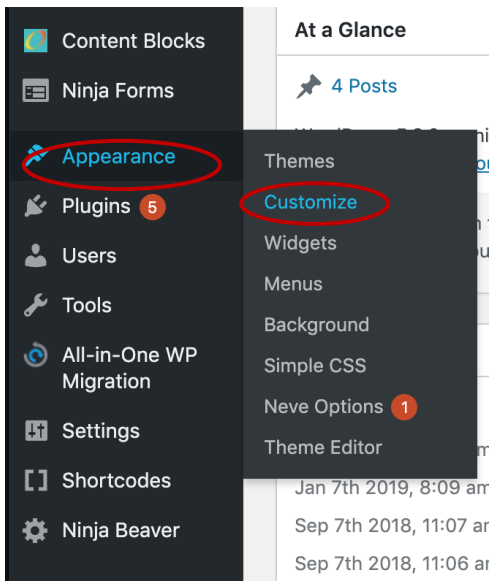 Content Blocks
Ninja Forms
Appearance
Plugins 5
Users
Tools
All-in-One WP
Migration
Settings
Shortcodes
Ninja Beaver
Themes
Customize
Widgets
Menus
Background
Simple CSS
Neve Options 1
Theme Editor
At a Glance
4 Posts
Jan 7th 2019, 8:09 am
Sep 7th 2018, 11:07 a
Sep 7th 2018, 11:06 a